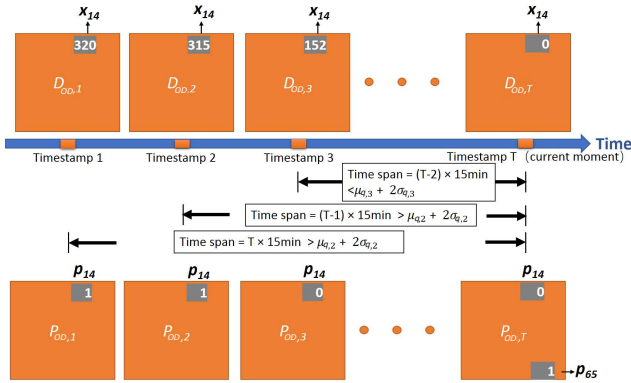 x14 x14 x14 x14
320 315 152 0
DOD,1 DOD,2 DOD,3 DOD,T
Time
Timestamp 1 Timestamp 2 Timestamp 3 Timestamp T (current moment)
Time span = (T-2) × 15min
<μq,3 + 2σq,3
Time span = (T-1) × 15min > μq,2 + 2σq,2
Time span = T × 15min > μq,2 + 2σq,2
p14 p14 p14 p14
1 1 0 0
POD,1 POD,2 POD,3 POD,T
1 p65